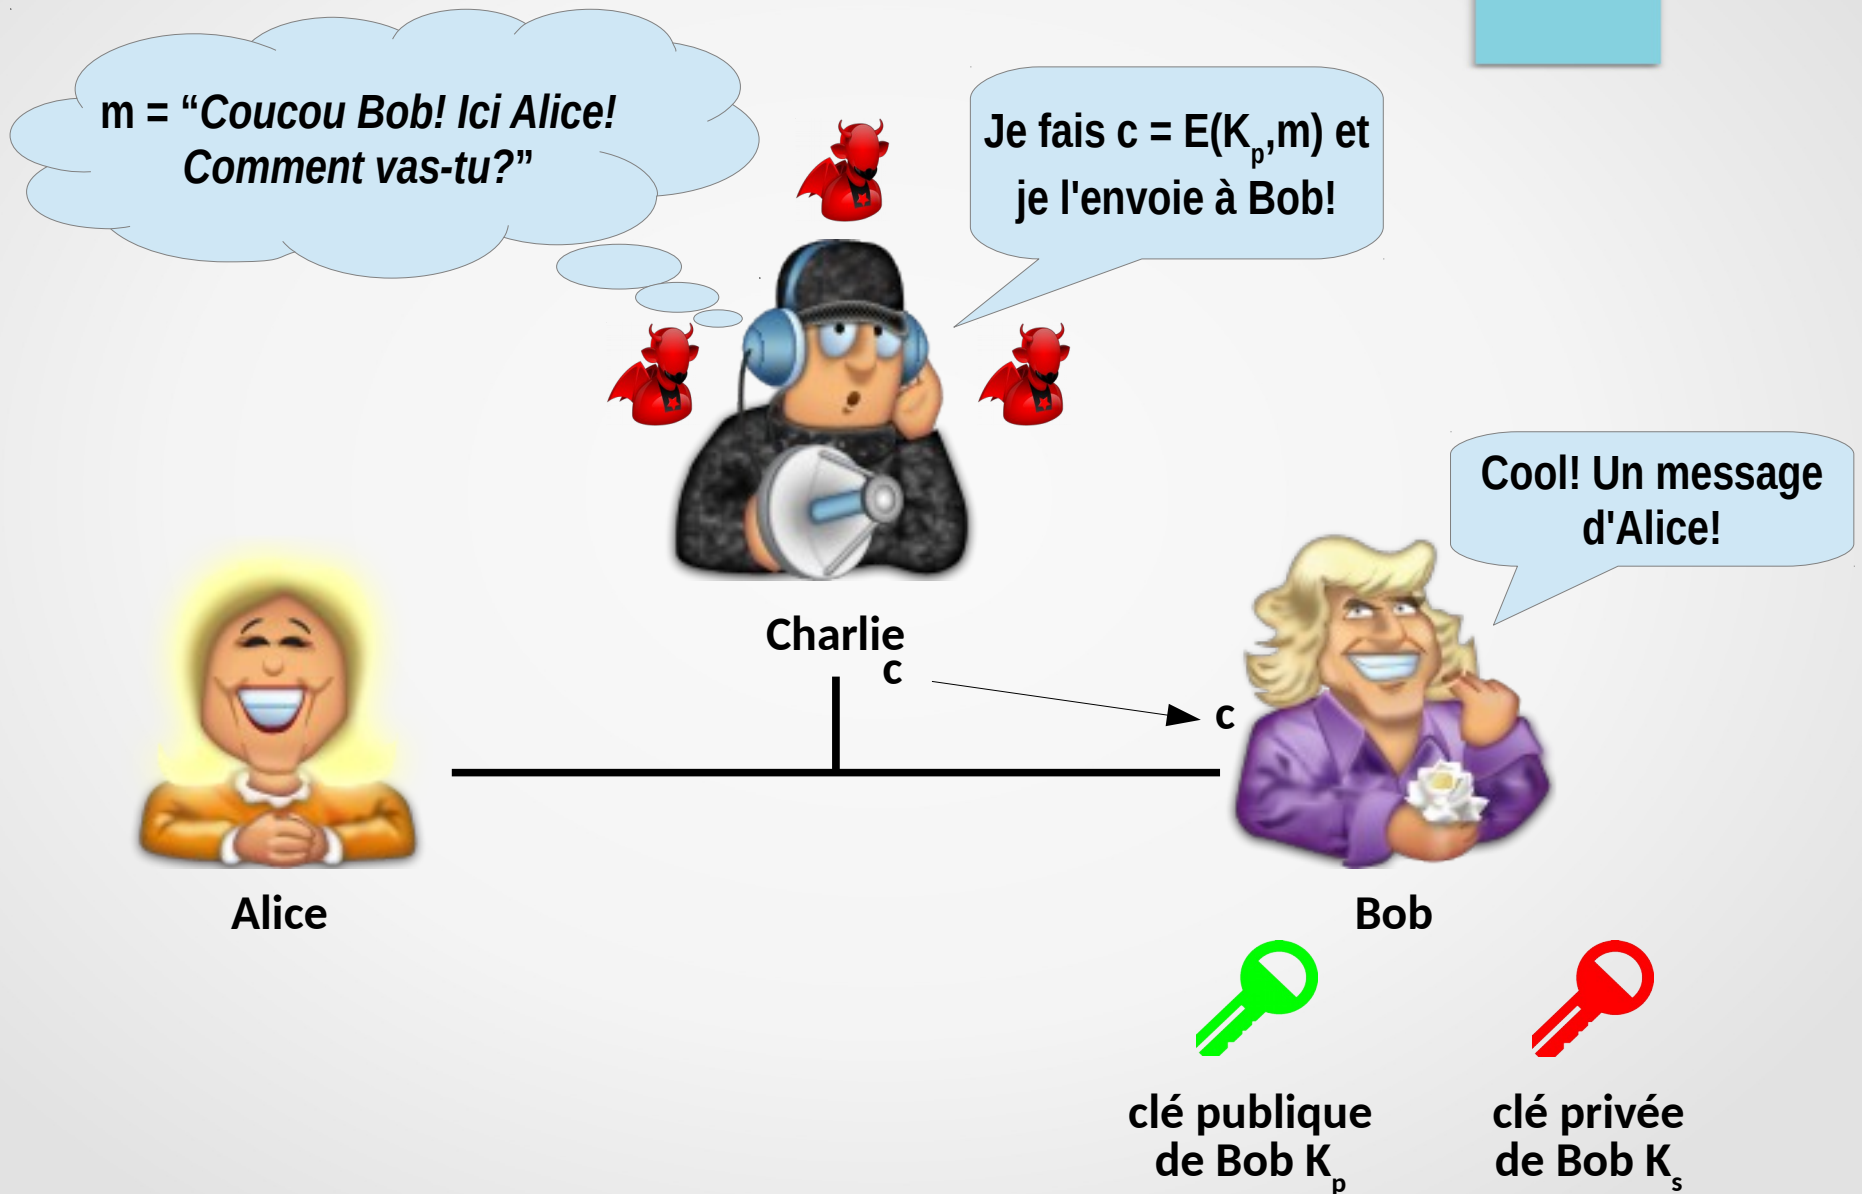 m = “Coucou Bob! Ici Alice!
Comment vas-tu?”
Je fais c = E(Kp,m) et
je l'envoie à Bob!
Cool! Un message
d'Alice!
Charlie
c
c
Alice
Bob
clé publique
de Bob Kp
clé privée
de Bob Ks